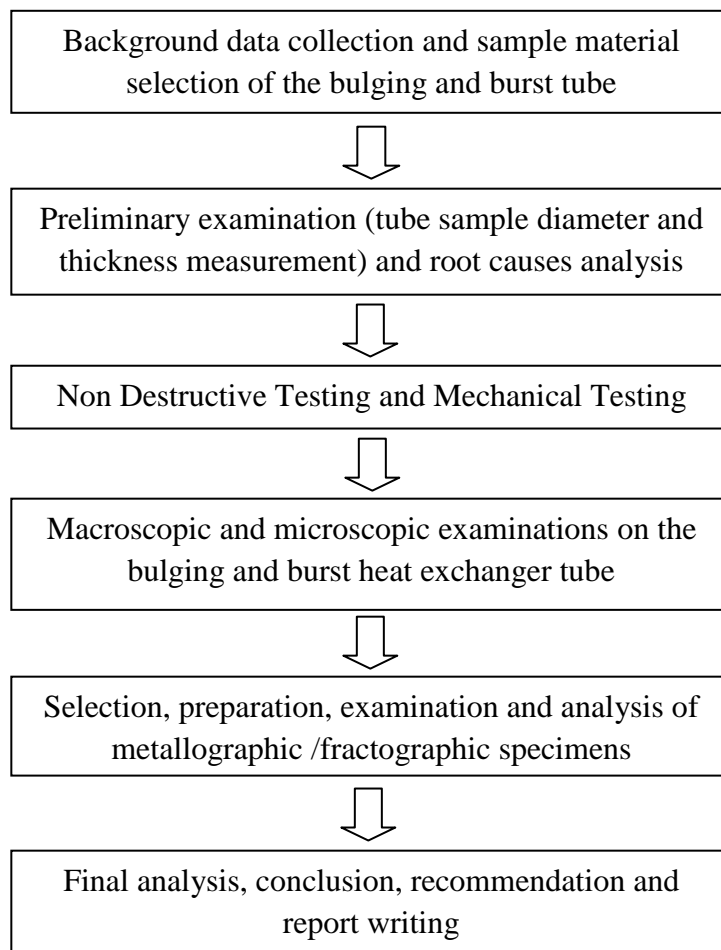 Background data collection and sample material
selection of the bulging and burst tube
Preliminary examination (tube sample diameter and
thickness measurement) and root causes analysis
Non Destructive Testing and Mechanical Testing
Macroscopic and microscopic examinations on the
bulging and burst heat exchanger tube
Selection, preparation, examination and analysis of
metallographic /fractographic specimens
Final analysis, conclusion, recommendation and
report writing